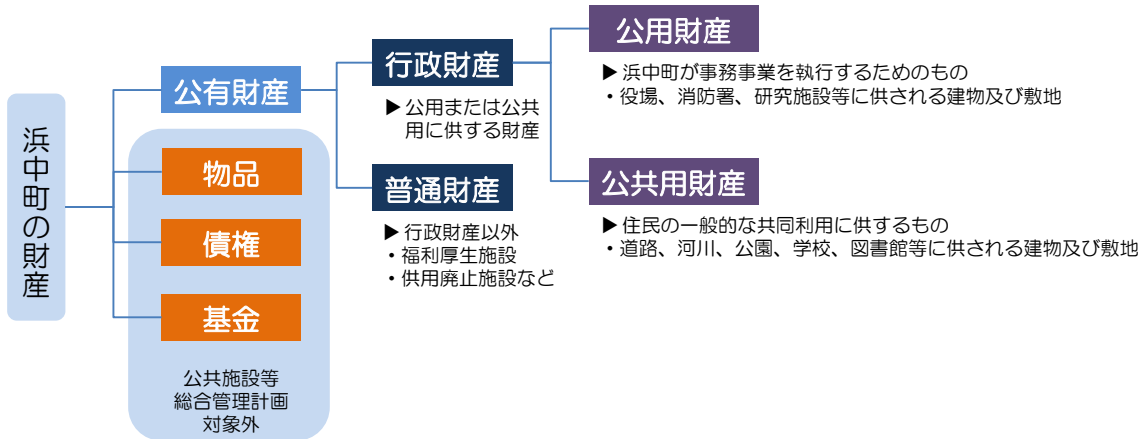 浜中町の財産
公有財産
物品
債権
基金
公共施設等
総合管理計画
対象外
行政財産
▶ 公用または公共
用に供する財産
普通財産
▶ 行政財産以外
・福利厚生施設
・供用廃止施設など
公用財産
▶ 浜中町が事務事業を執行するためのもの
・役場、消防署、研究施設等に供される建物及び敷地
公共用財産
▶ 住民の一般的な共同利用に供するもの
・道路、河川、公園、学校、図書館等に供される建物及び敷地